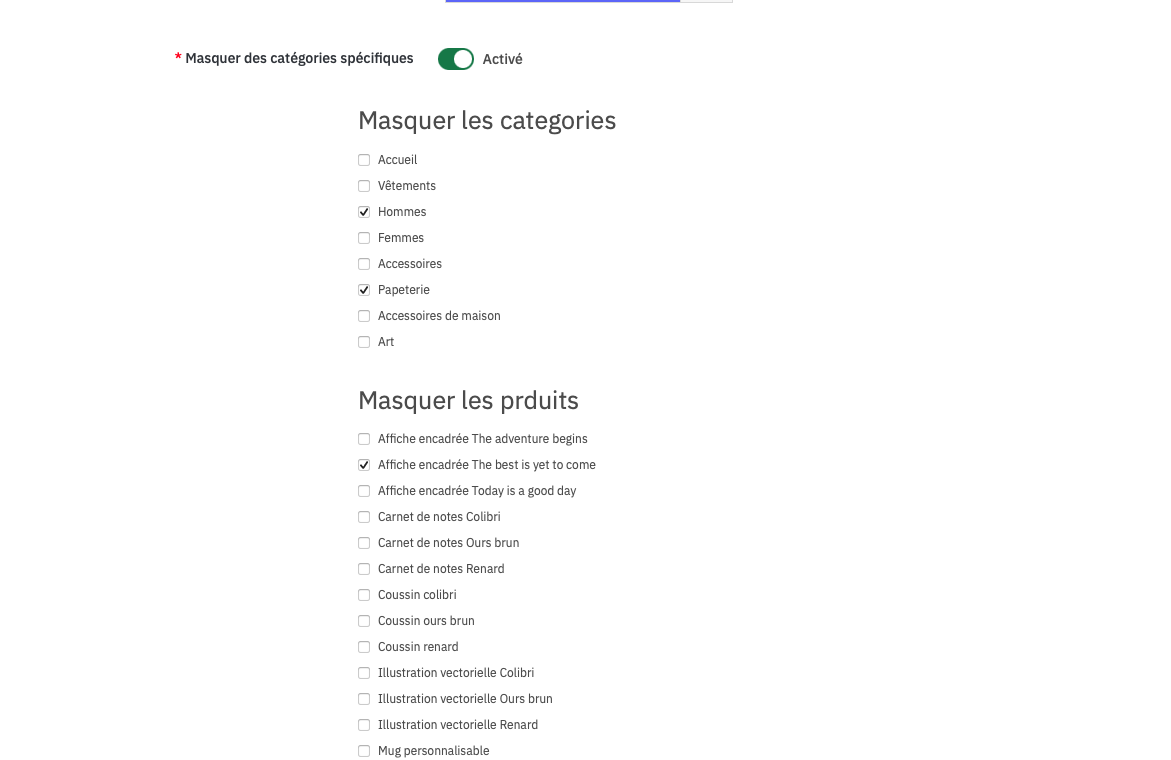 * Masquer des catégories spécifiques Activé
Masquer les categories
Accueil
Vêtements
Hommes
Femmes
Accessoires
Papeterie
Accessoires de maison
Art
Masquer les prduits
Affiche encadrée The adventure begins
Affiche encadrée The best is yet to come
Affiche encadrée Today is a good day
Carnet de notes Colibri
Carnet de notes Ours brun
Carnet de notes Renard
Coussin colibri
Coussin ours brun
Coussin renard
Illustration vectorielle Colibri
Illustration vectorielle Ours brun
Illustration vectorielle Renard
Mug personnalisable